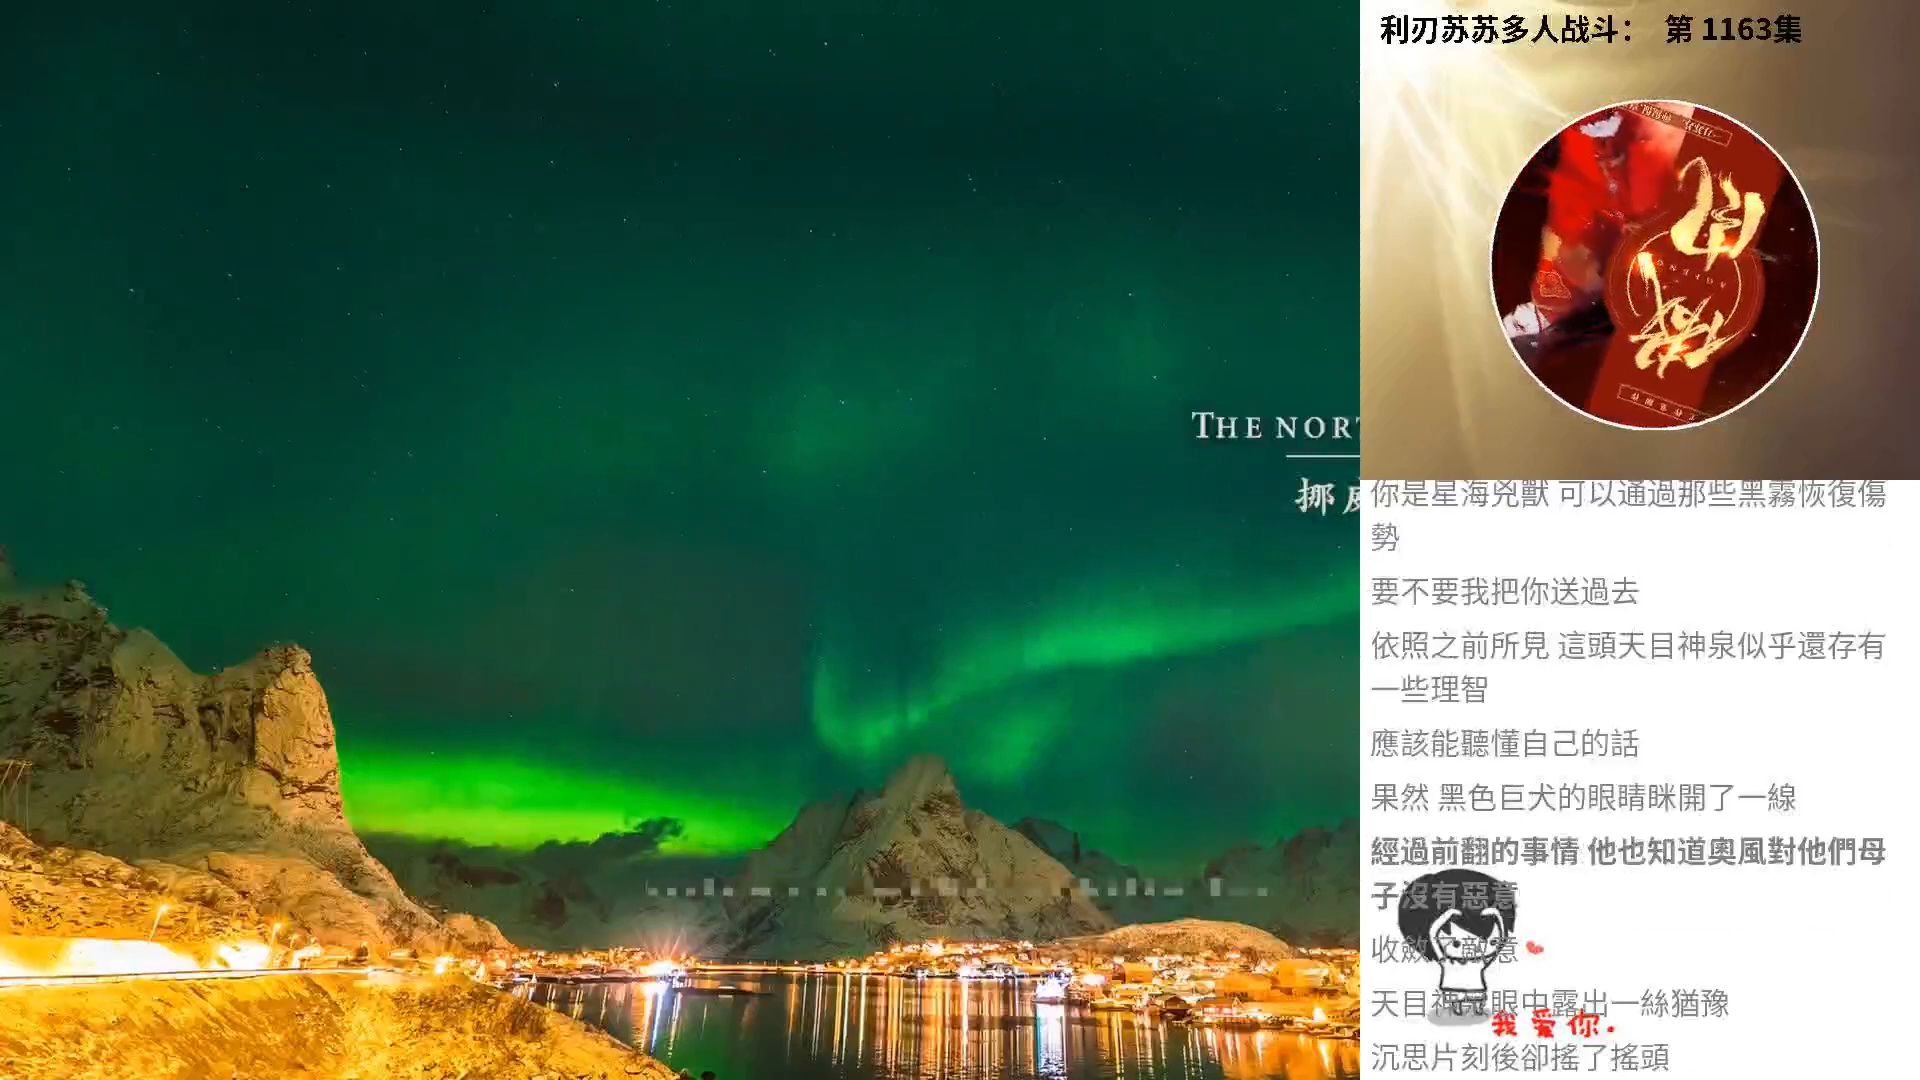 利刃苏苏多人战斗： 第 1163集
THE NORT
挪威
你是星海兇獸 可以通過那些黑霧恢復傷
勢
要不要我把你送過去
依照之前所見 這頭天目神泉似乎還存有
一些理智
應該能聽懂自己的話
果然 黑色巨犬的眼睛眯開了一線
經過前翻的事情 他也知道奧風對他們母
子沒有惡意
收斂了敵意
天目神 眼中露出一絲猶豫
沉思片刻後卻搖了搖頭
我爱你.